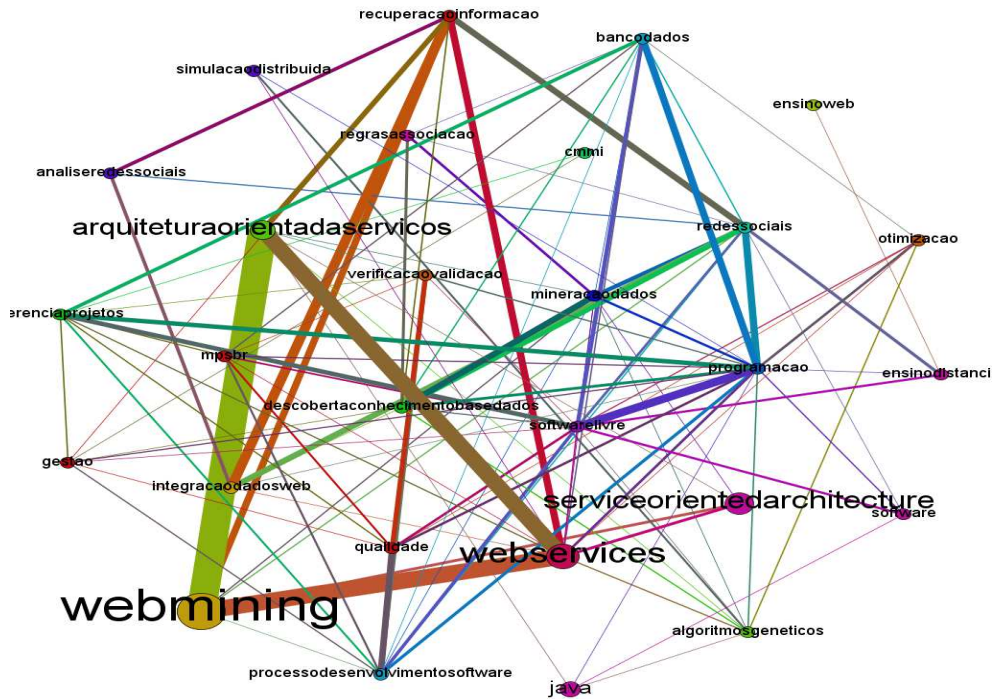 recuperacaoinformacao
bancodados
simulacaodistribuida
ensinoweb
regrasassociacao
cmmi
analiseredessociais
arquiteturaorientadaservicos
redessociais
otimizacao
verificacaovalidacao
mineracaodados
erenciaprojetos
mpsbr
programacao
ensinodistanci
descobertaconhecimentobasedados
softwarelivre
gestao
integracaodadosweb
serviceorientedarchitecture
software
qualidade
webservices
webmining
algoritmosgeneticos
processodesenvolvimentosoftware
java